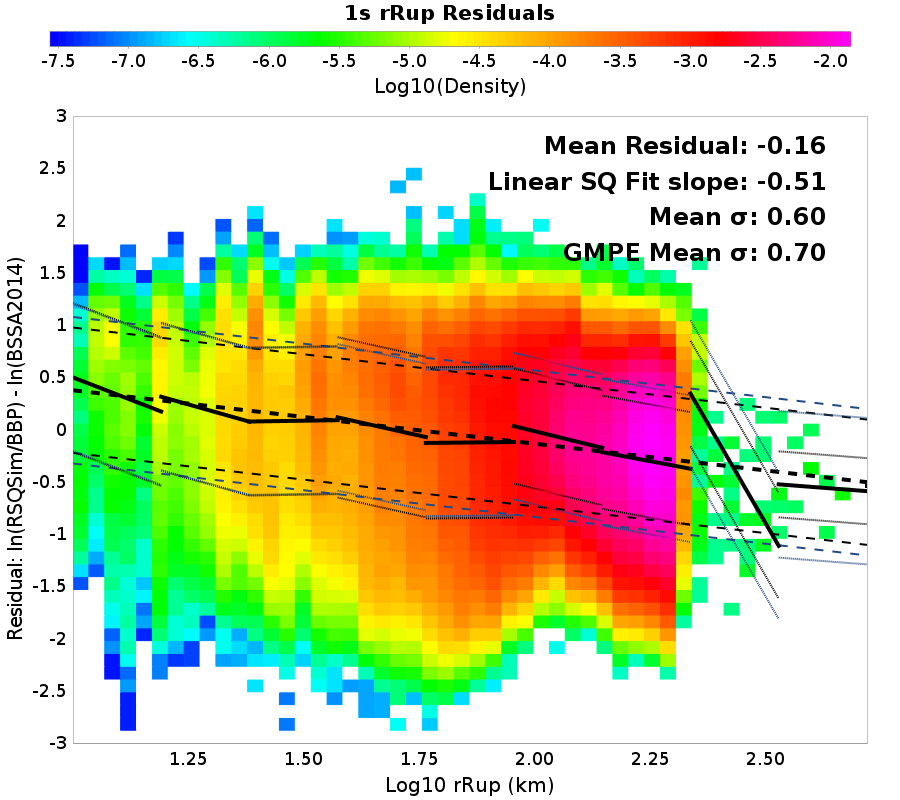 1s rRup Residuals
-7.5 -7.0 -6.5 -6.0 -5.5 -5.0 -4.5 -4.0 -3.5 -3.0 -2.5 -2.0
Log10(Density)
Mean Residual: -0.16
Linear SQ Fit slope: -0.51
Mean σ: 0.60
GMPE Mean σ: 0.70
Residual: ln(RSQSim/BBP) - ln(BSSA2014)
3
2.5
2
1.5
1
0.5
0
-0.5
-1
-1.5
-2
-2.5
-3
1.25 1.50 1.75 2.00 2.25 2.50
Log10 rRup (km)